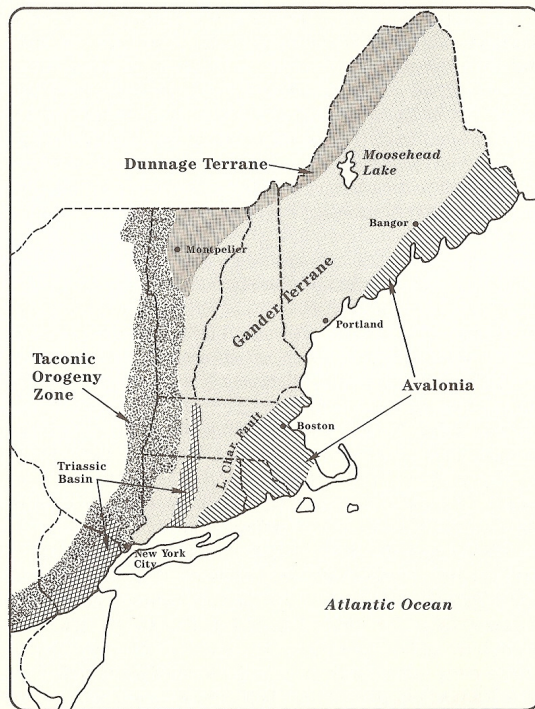 Dunnage Terrane
Moosehead
Lake
Bangor
Montpelier
Gander Terrane
Portland
Taconic
Orogeny
Zone
Avalonia
L. Char. Fault
Boston
Triassic
Basin
New York
City
Atlantic Ocean